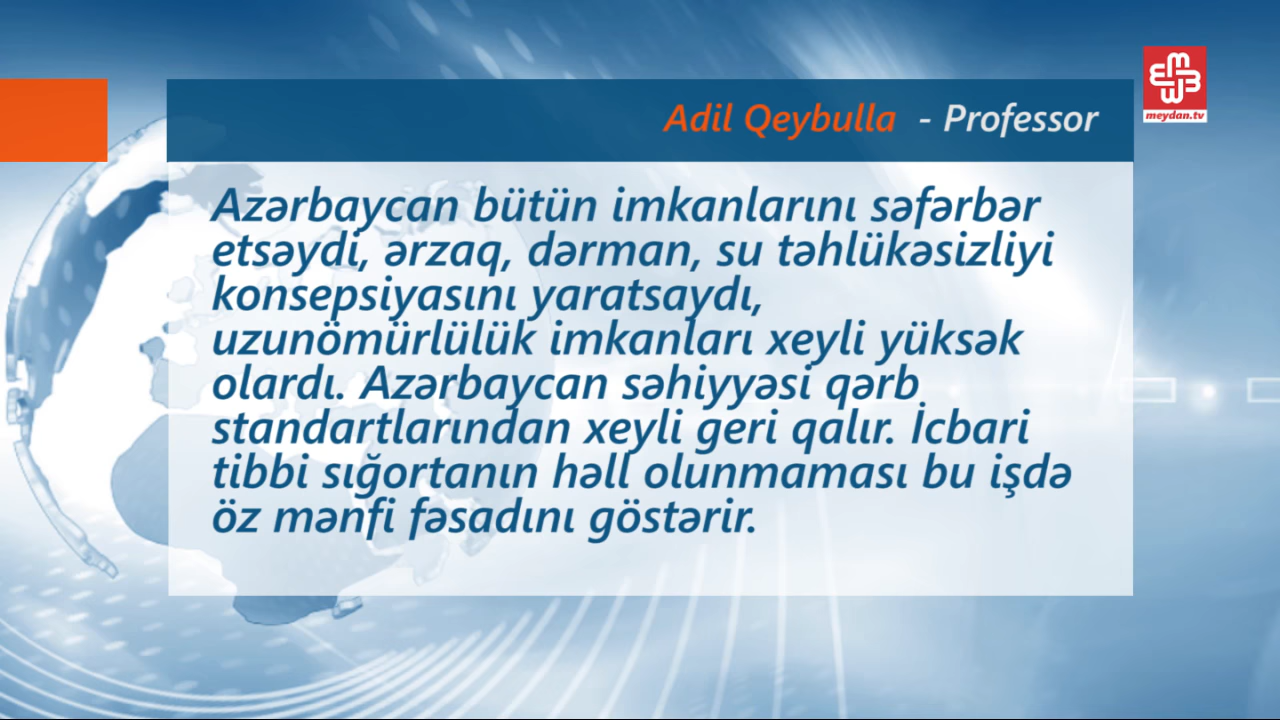 Adil Qeybulla - Professor
meydan.tv
Azərbaycan bütün imkanlarını səfərbər
etsəydi, ərzaq, dərman, su təhlükəsizliyi
konsepsiyasını yaratsaydı,
uzunömürlülük imkanları xeyli yüksək
olardı. Azərbaycan səhiyyəsi qərb
standartlarından xeyli geri qalır. İcbari
tibbi sığortanın həll olunmaması bu işdə
öz mənfi fəsadını göstərir.